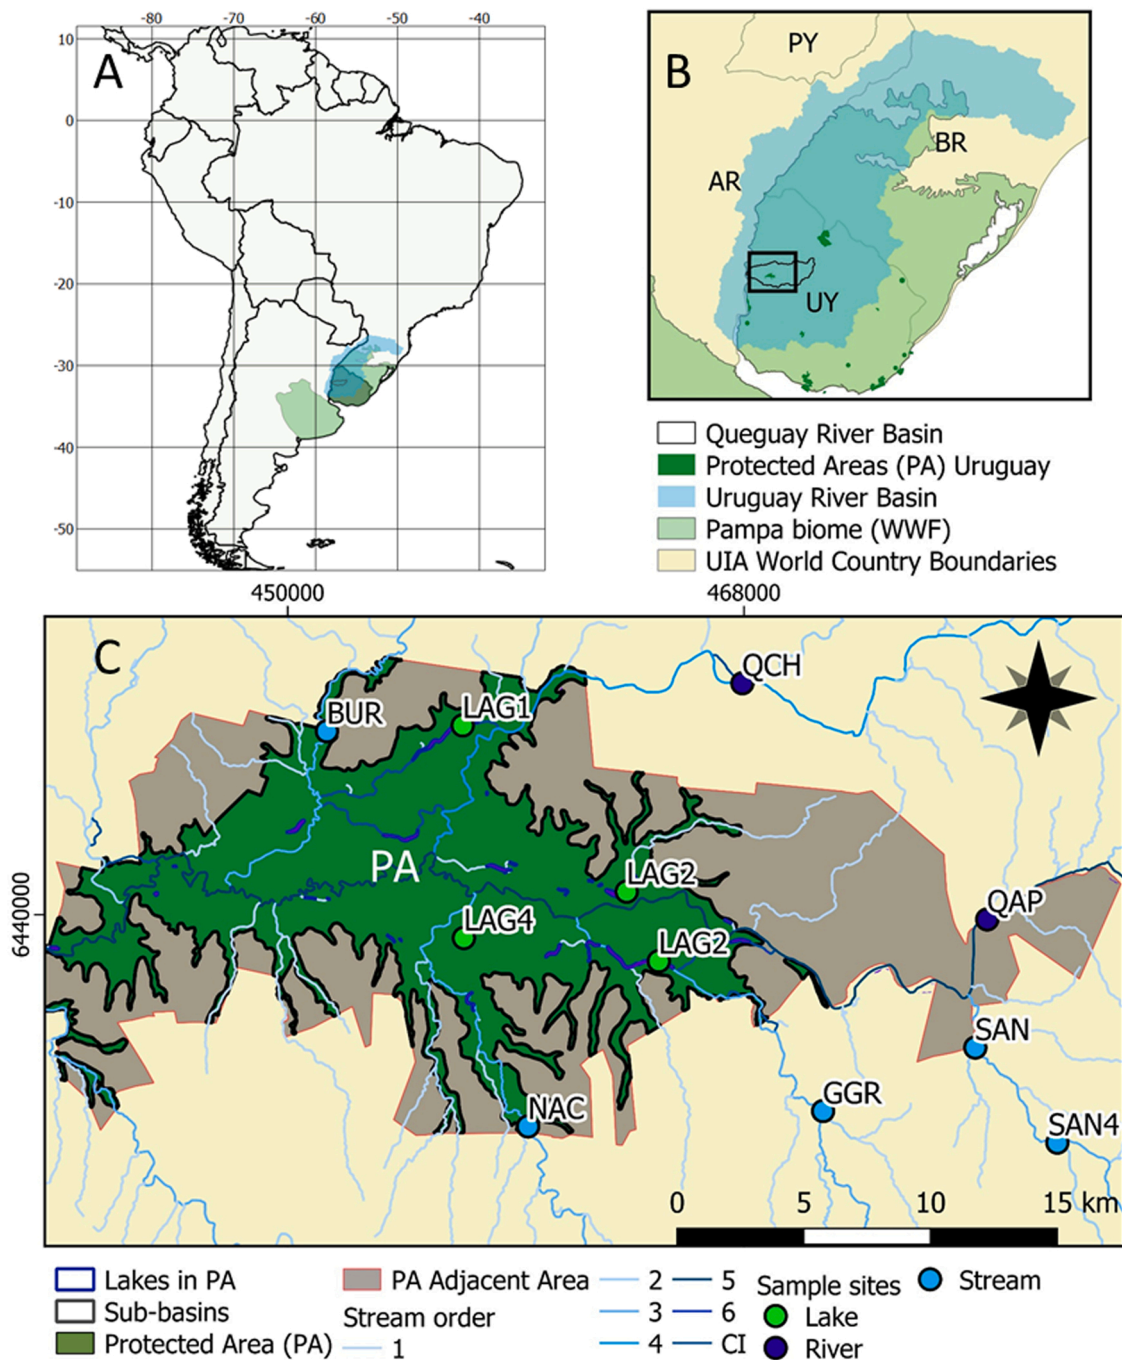 -80 -70 -60 -50 -40
10
0
-10
-20
-30
-40
-50
A
B
PY
BR
AR
UY
Queguay River Basin
Protected Areas (PA) Uruguay
Uruguay River Basin
Pampa biome (WWF)
UIA World Country Boundaries
450000 468000
6440000
C
QCH
BUR
LAG1
PA
LAG2
QAP
LAG4
LAG2
SAN
GGR
NAC
SAN4
0 5 10 15 km
Lakes in PA
Sub-basins
Protected Area (PA)
PA Adjacent Area
Stream order
1
2
3
4
5
6
CI
Sample sites
Lake
River
Stream